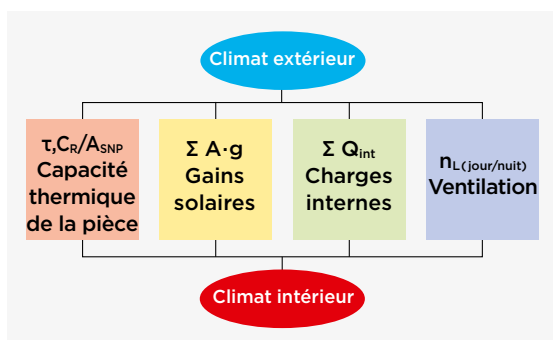 Climat extérieur
τ,C_R/A_SNP
Capacité
thermique
de la pièce
Σ A·g
Gains
solaires
Σ Q_int
Charges
internes
n_L(jour/nuit)
Ventilation
Climat intérieur